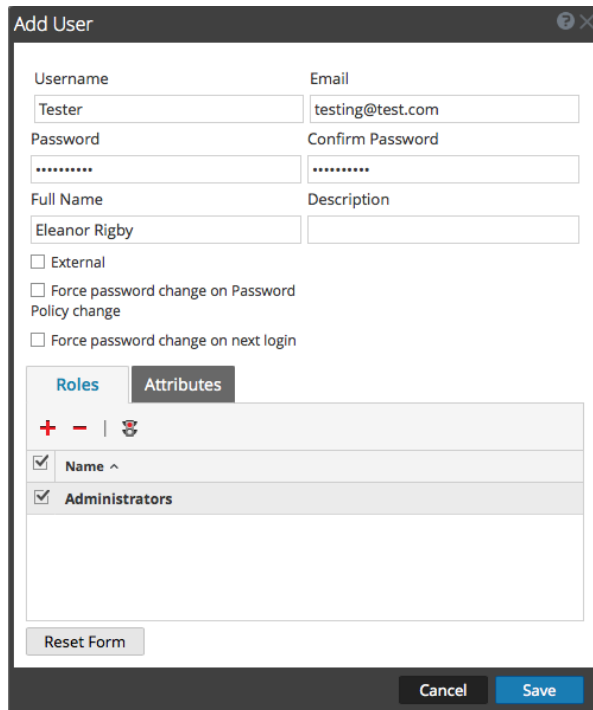 Add User
Username Email
Tester testing@test.com
Password Confirm Password
•••••••••• ••••••••••
Full Name Description
Eleanor Rigby
External
Force password change on Password
Policy change
Force password change on next login
Roles Attributes
Name
Administrators
Reset Form
Cancel Save